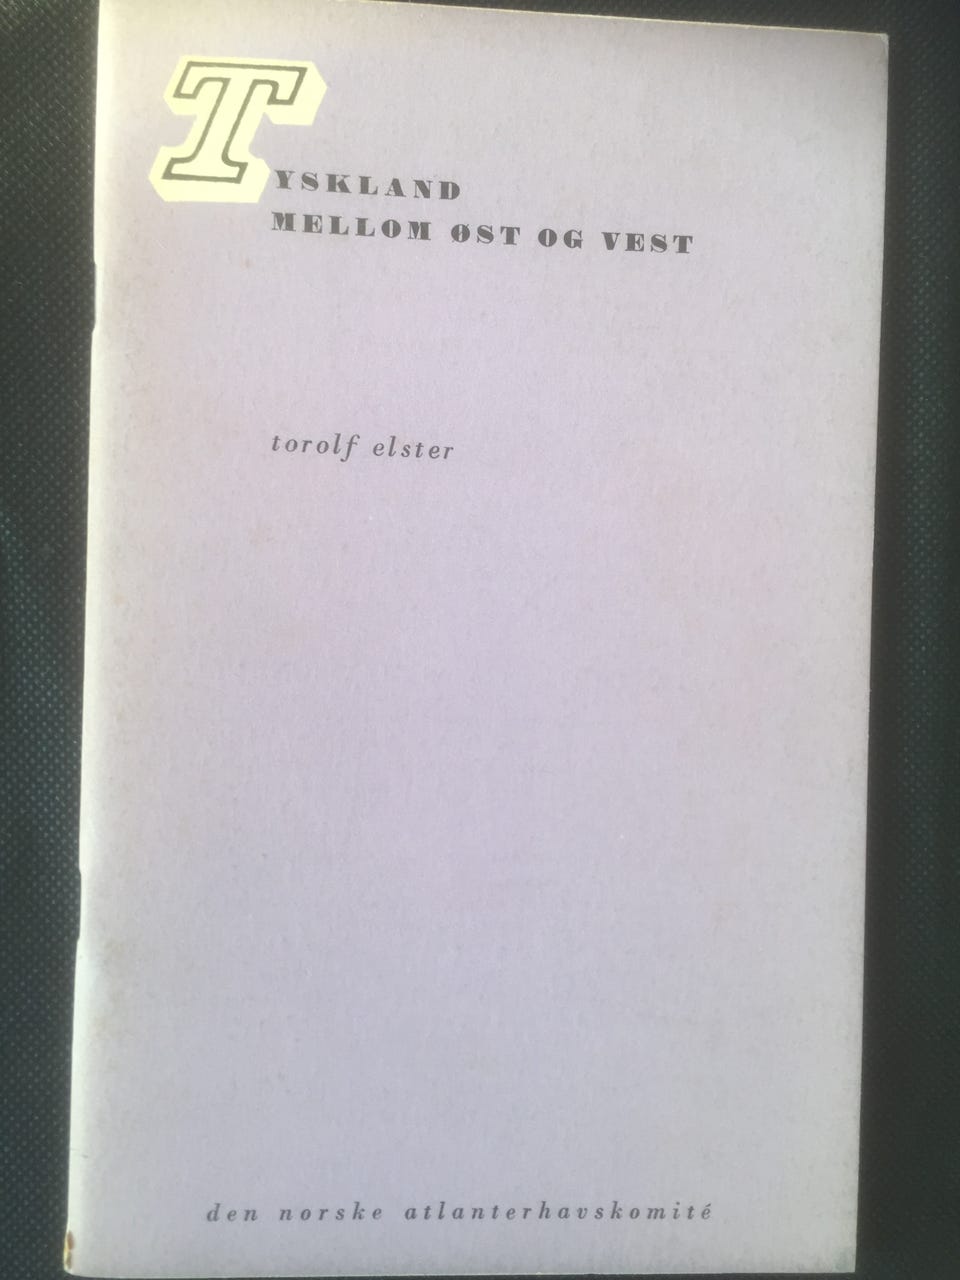 TYSKLAND
MELLOM ØST OG VEST
torolf elster
den norske atlanterhavskomité